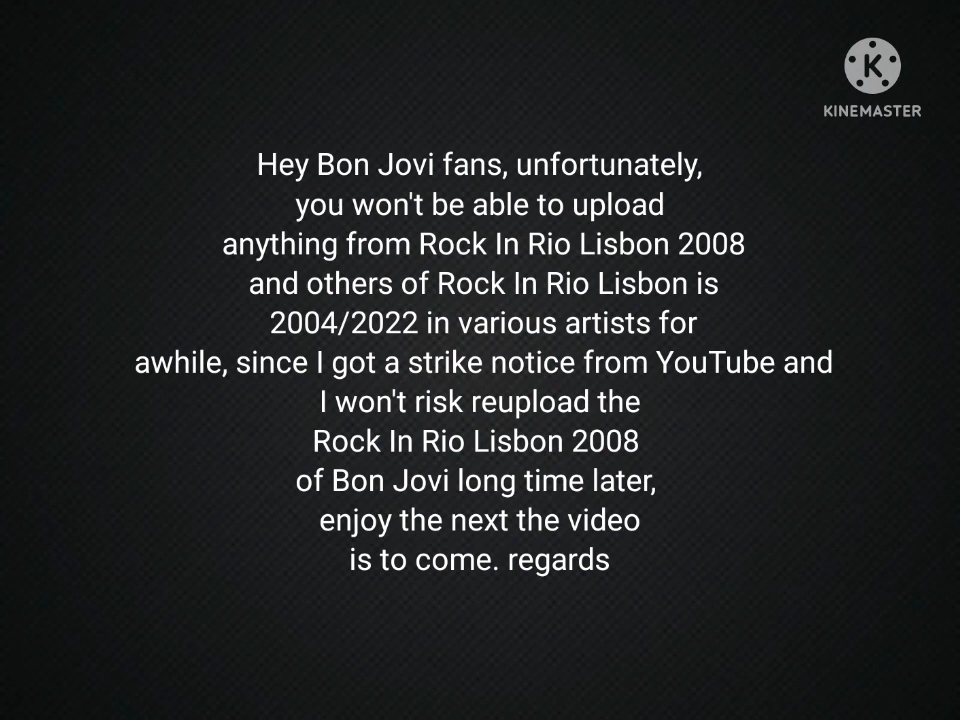 K
KINEMASTER
Hey Bon Jovi fans, unfortunately,
you won't be able to upload
anything from Rock In Rio Lisbon 2008
and others of Rock In Rio Lisbon is
2004/2022 in various artists for
awhile, since I got a strike notice from YouTube and
I won't risk reupload the
Rock In Rio Lisbon 2008
of Bon Jovi long time later,
enjoy the next the video
is to come. regards